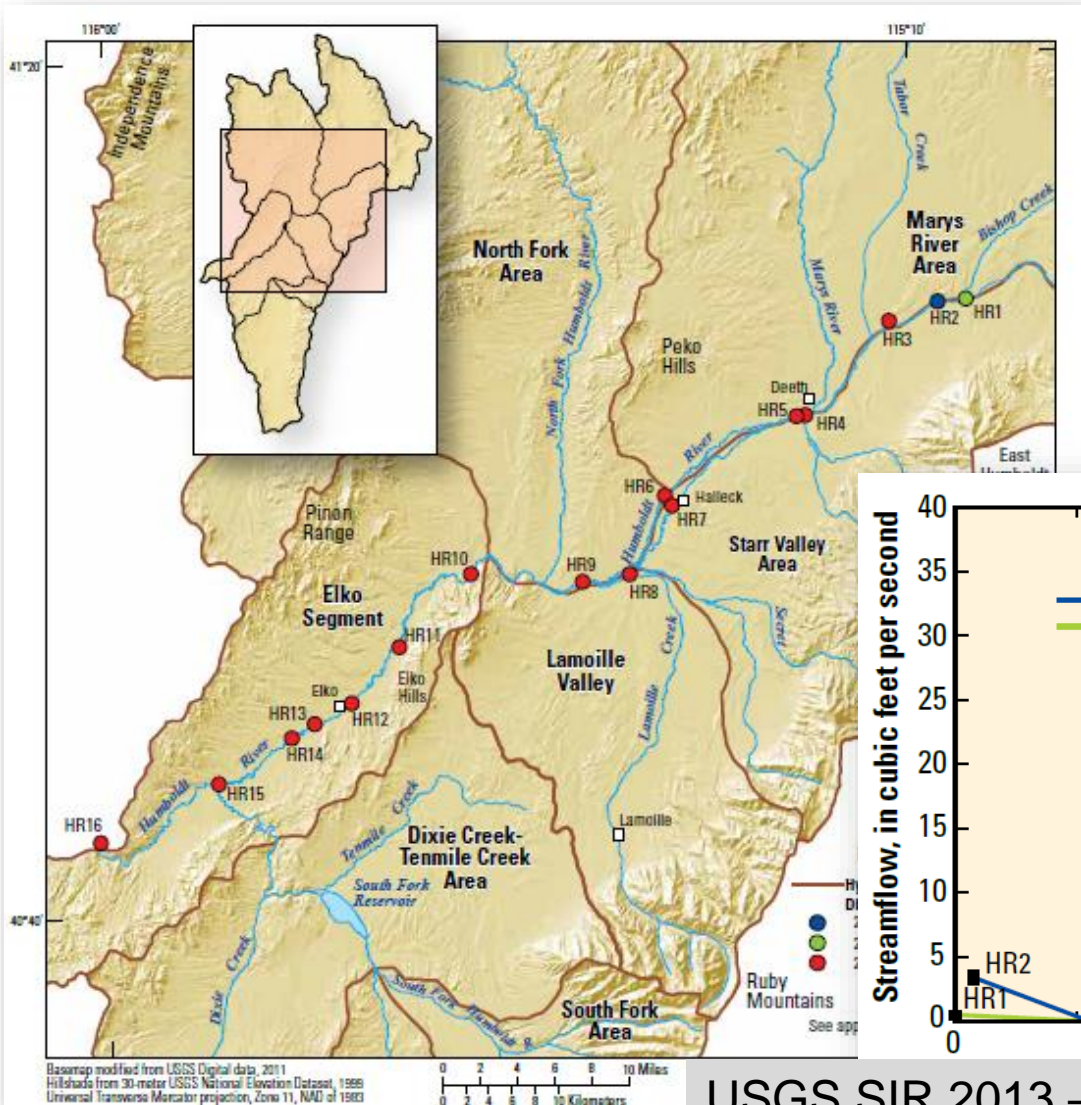 116°00'
115°10'
41°20'
Independence
Mountains
Tabor
Creek
Bishop Creek
Marys
River
Area
North Fork
Area
North Fork Humboldt River
Marys River
HR2
HR1
HR3
Peko
Hills
Deeth
HR5
HR4
River
East
HR6
Halleck
HR7
Humboldt
Pinon
Range
HR10
HR9
HR8
Starr Valley
Area
Elko
Segment
Secret
HR11
Lamoille
Valley
Creek
Lamoille
Elko
Elko
Hills
HR12
HR13
HR14
River
Humboldt
HR15
HR16
Lamoille
Tenmile Creek
Dixie Creek-
Tenmile Creek
Area
South Fork
Reservoir
40°40'
Dixie Creek
South Fork Humboldt R
South Fork
Area
Ruby
Mountains
See app
Basemap modified from USGS Digital data, 2011
Hillshade from 30-meter USGS National Elevation Dataset, 1999
Universal Transverse Mercator projection, Zone 11, NAD of 1983
0 2 4 6 8 10 Miles
0 2 4 6 8 10 Kilometers
Streamflow, in cubic feet per second
40
35
30
25
20
15
10
5
0
HR2
HR1
0
USGS SIR 2013 -